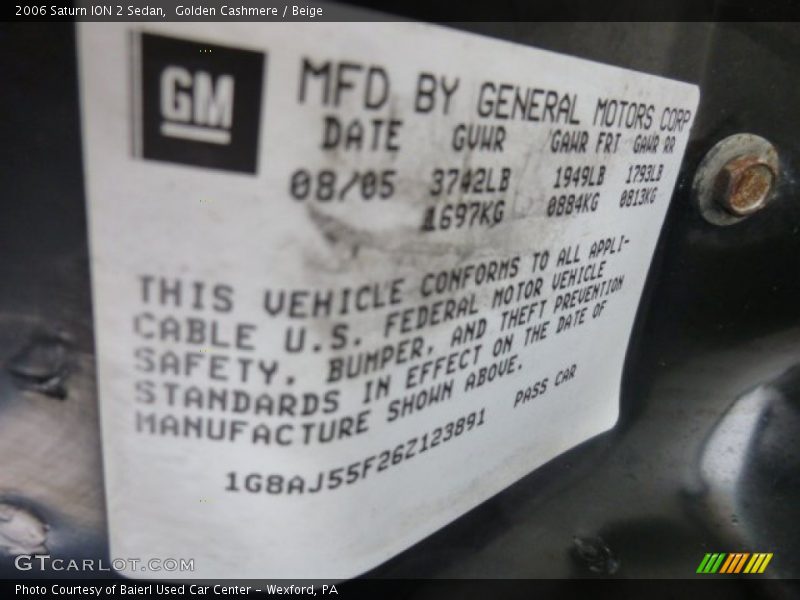 2006 Saturn ION 2 Sedan,  Golden Cashmere / Beige
GM
MFD BY GENERAL MOTORS CORP
DATE GVWR GAWR FRT GAWR RR
08/05 3742LB 1949LB 1793LB
1697KG 0884KG 0813KG
THIS VEHICLE CONFORMS TO ALL APPLI-
CABLE U.S. FEDERAL MOTOR VEHICLE
SAFETY, BUMPER, AND THEFT PREVENTION
STANDARDS IN EFFECT ON THE DATE OF
MANUFACTURE SHOWN ABOVE.
1G8AJ55F26Z123891 PASS CAR
GTCARLOT.COM
Photo Courtesy of Baierl Used Car Center - Wexford, PA